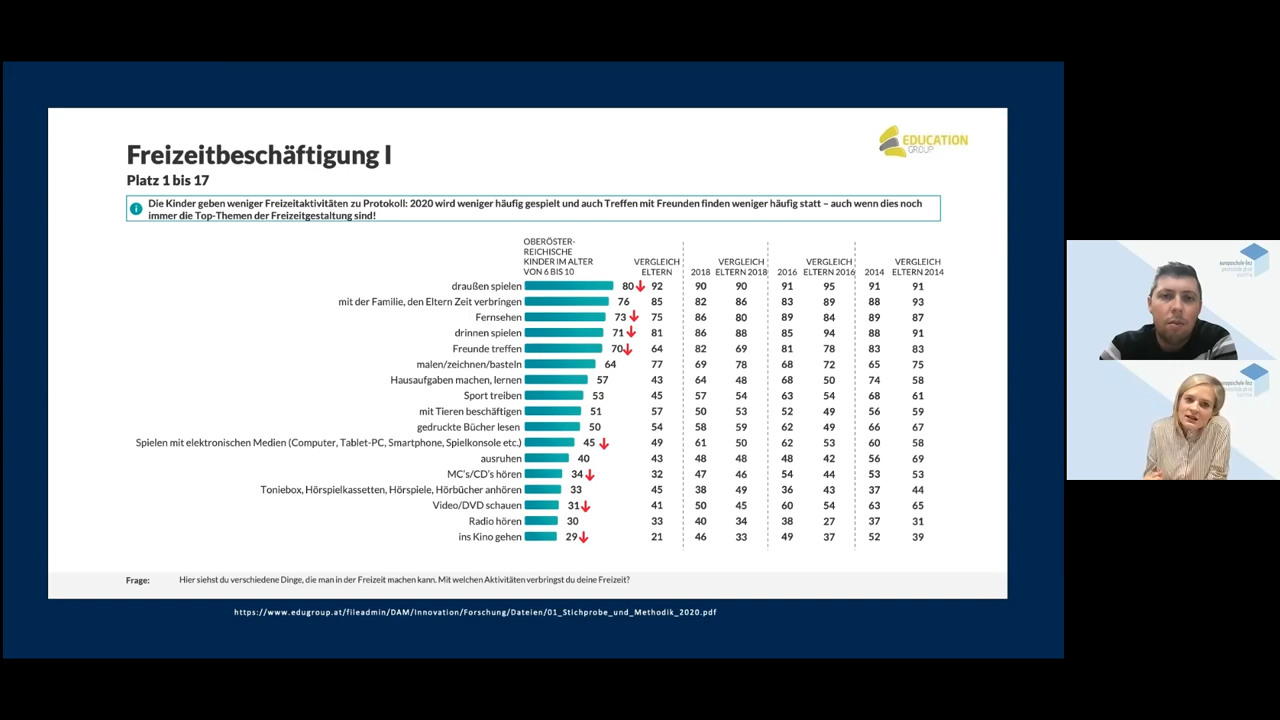 EDUCATION
GROUP
Freizeitbeschäftigung I
Platz 1 bis 17
Die Kinder geben weniger Freizeitaktivitäten zu Protokoll: 2020 wird weniger häufig gespielt und auch Treffen mit Freunden finden weniger häufig statt – auch wenn dies noch
immer die Top-Themen der Freizeitgestaltung sind!
OBERÖSTER-
REICHISCHE
KINDER IM ALTER VERGLEICH VERGLEICH VERGLEICH VERGLEICH
VON 6 BIS 10 ELTERN 2018 ELTERN 2018 2016 ELTERN 2016 2014 ELTERN 2014
draußen spielen 80 92 90 90 91 95 91 91
mit der Familie, den Eltern Zeit verbringen 76 85 82 86 83 89 88 93
Fernsehen 73 75 86 80 89 84 89 87
drinnen spielen 71 81 86 88 85 94 88 91
Freunde treffen 70 64 82 69 81 78 83 83
malen/zeichnen/basteln 64 77 69 78 68 72 65 75
Hausaufgaben machen, lernen 57 43 64 48 68 50 74 58
Sport treiben 53 45 57 54 63 54 68 61
mit Tieren beschäftigen 51 57 50 53 52 49 56 59
gedruckte Bücher lesen 50 54 58 59 62 49 66 67
Spielen mit elektronischen Medien (Computer, Tablet-PC, Smartphone, Spielkonsole etc.) 45 49 61 50 62 53 60 58
ausruhen 40 43 48 48 48 42 56 69
MC's/CD's hören 34 32 47 46 54 44 53 53
Toniebox, Hörspielkassetten, Hörspiele, Hörbücher anhören 33 45 38 49 36 43 37 44
Video/DVD schauen 31 41 50 45 60 54 63 65
Radio hören 30 33 40 34 38 27 37 31
ins Kino gehen 29 21 46 33 49 37 52 39
Frage: Hier siehst du verschiedene Dinge, die man in der Freizeit machen kann. Mit welchen Aktivitäten verbringst du deine Freizeit?
https://www.edugroup.at/fileadmin/DAM/Innovation/Forschung/Dateien/01_Stichprobe_und_Methodik_2020.pdf
europaschule linz